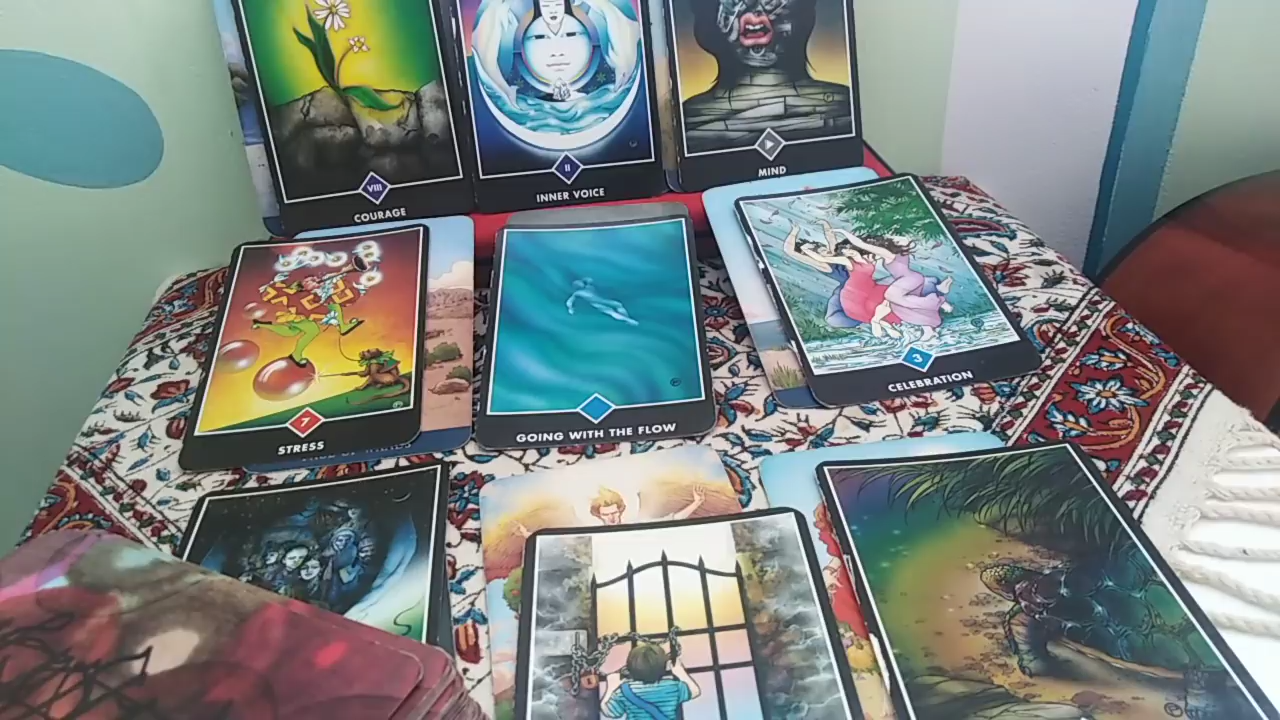 VIII
COURAGE
II
INNER VOICE
MIND
7
STRESS
GOING WITH THE FLOW
3
CELEBRATION